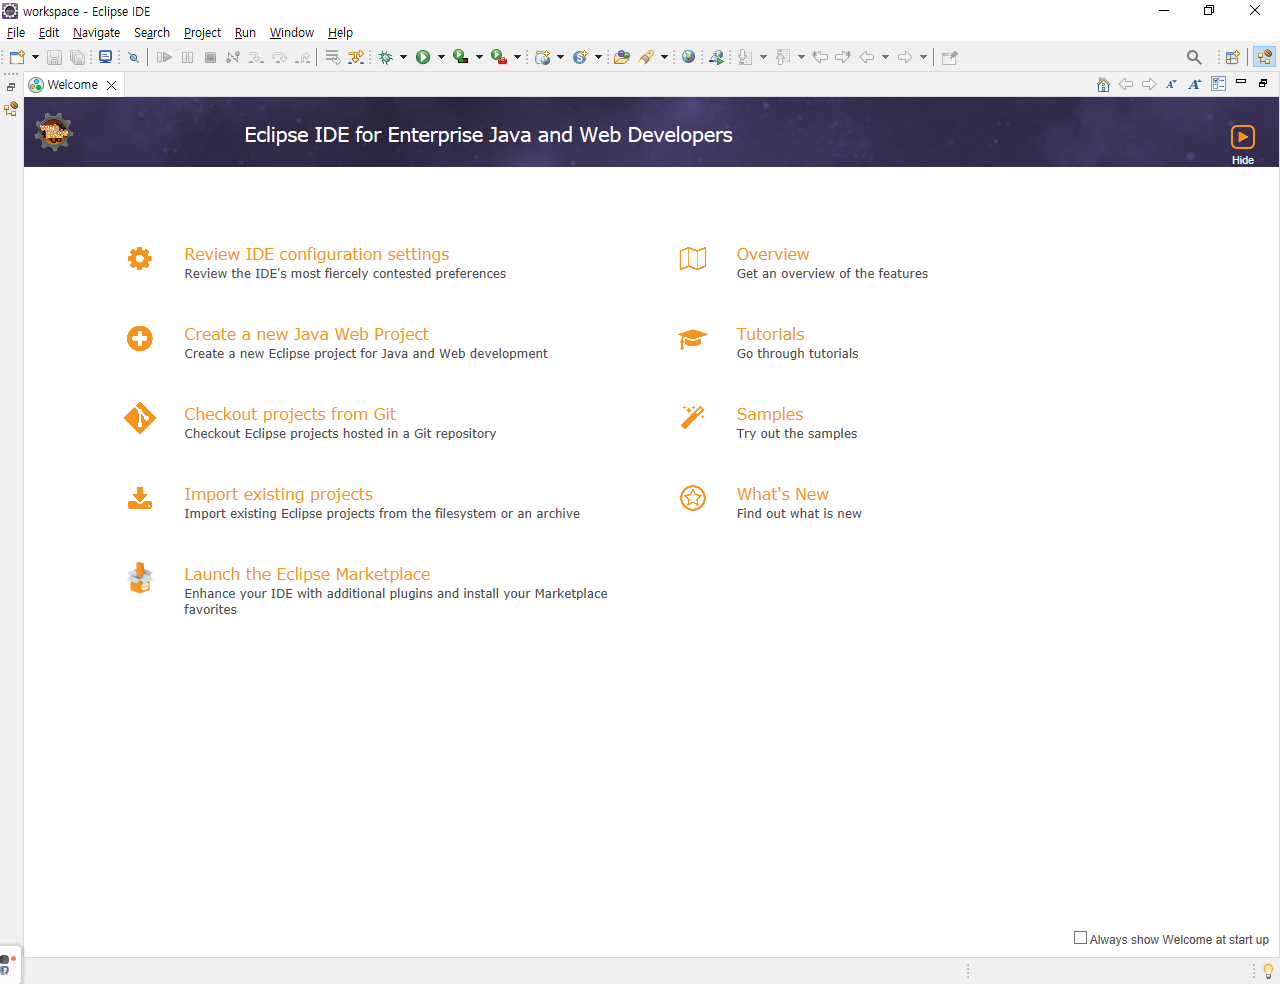 workspace - Eclipse IDE
File Edit Navigate Search Project Run Window Help
Welcome
Eclipse IDE for Enterprise Java and Web Developers
Hide
Review IDE configuration settings
Review the IDE's most fiercely contested preferences
Overview
Get an overview of the features
Create a new Java Web Project
Create a new Eclipse project for Java and Web development
Tutorials
Go through tutorials
Checkout projects from Git
Checkout Eclipse projects hosted in a Git repository
Samples
Try out the samples
Import existing projects
Import existing Eclipse projects from the filesystem or an archive
What's New
Find out what is new
Launch the Eclipse Marketplace
Enhance your IDE with additional plugins and install your Marketplace
favorites
Always show Welcome at start up